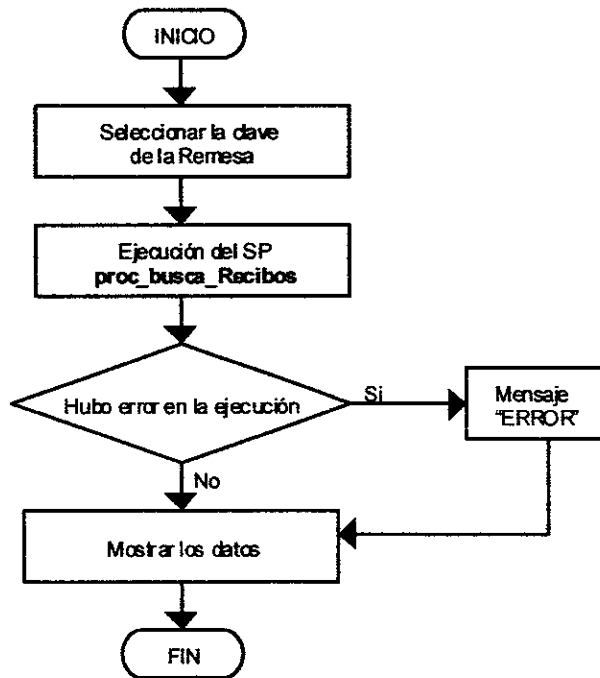 INICIO
Seleccionar la clave
de la Remesa
Ejecución del SP
proc_busca_Recibos
Hubo error en la ejecución
Si
Mensaje
"ERROR"
No
Mostrar los datos
FIN